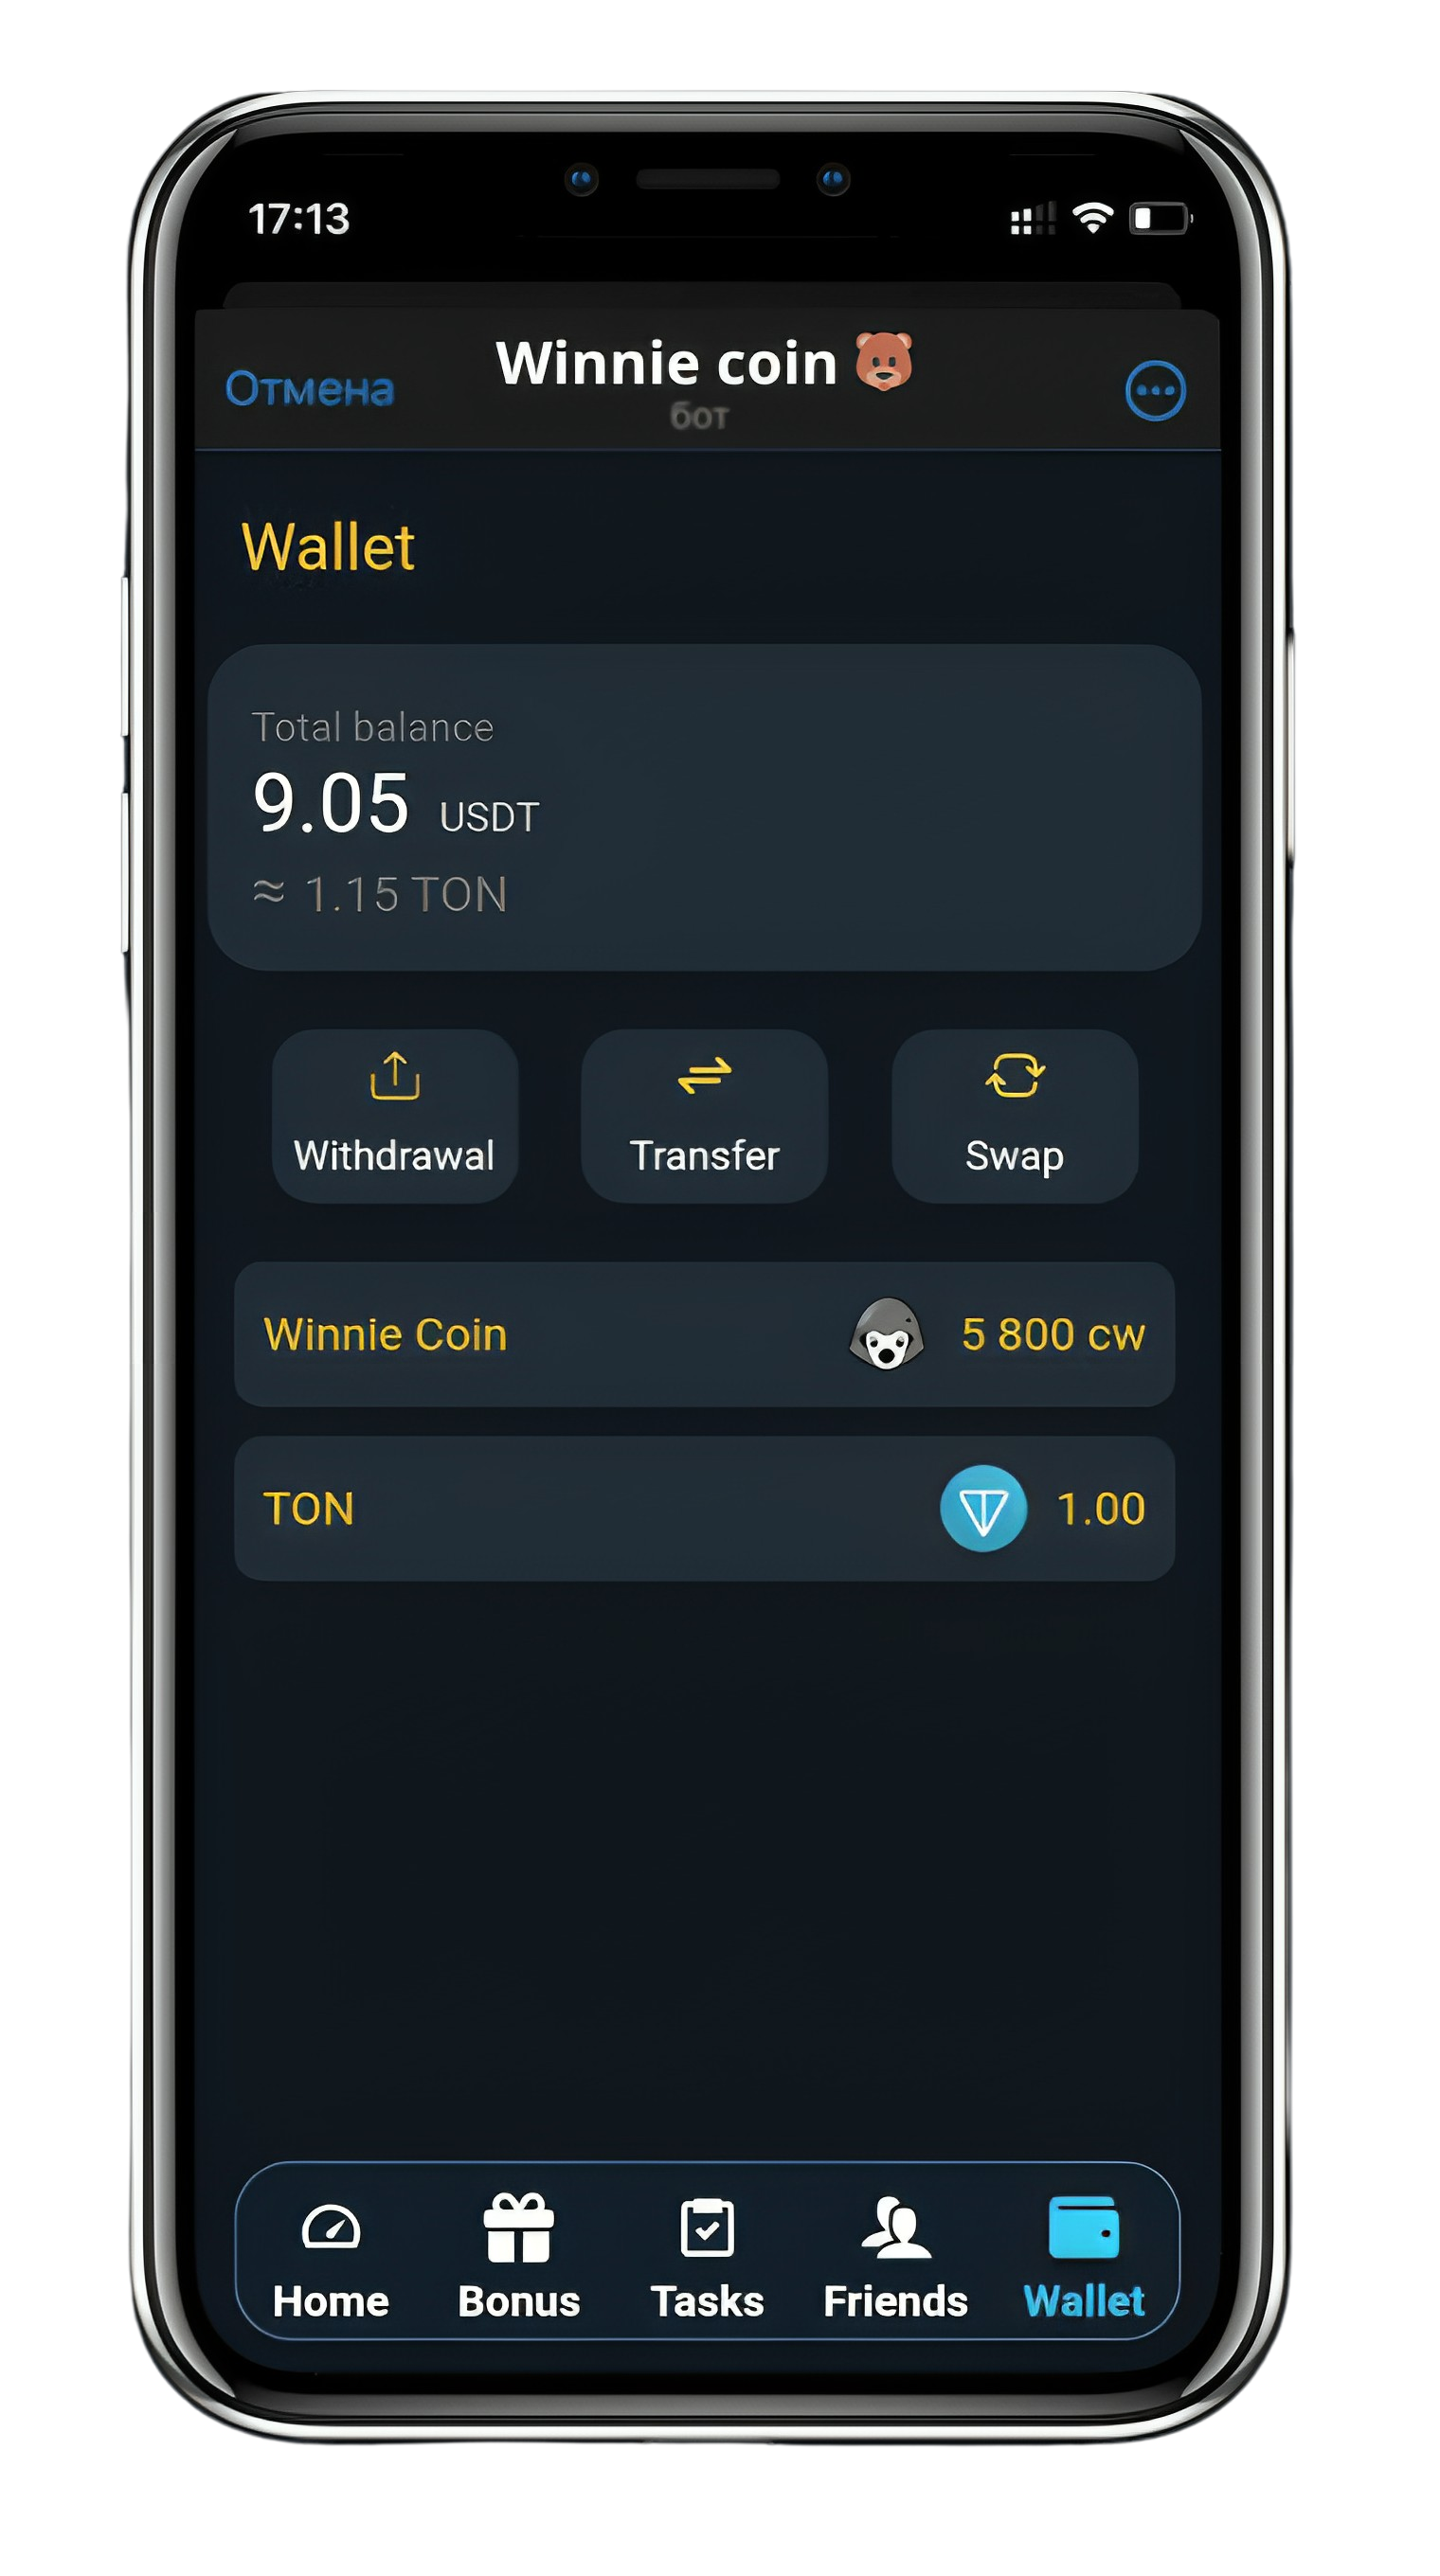 17:13
Отмена
Winnie coin
бот
Wallet
Total balance
9.05 USDT
≈ 1.15 TON
Withdrawal
Transfer
Swap
Winnie Coin 5 800 cw
TON 1.00
Home
Bonus
Tasks
Friends
Wallet